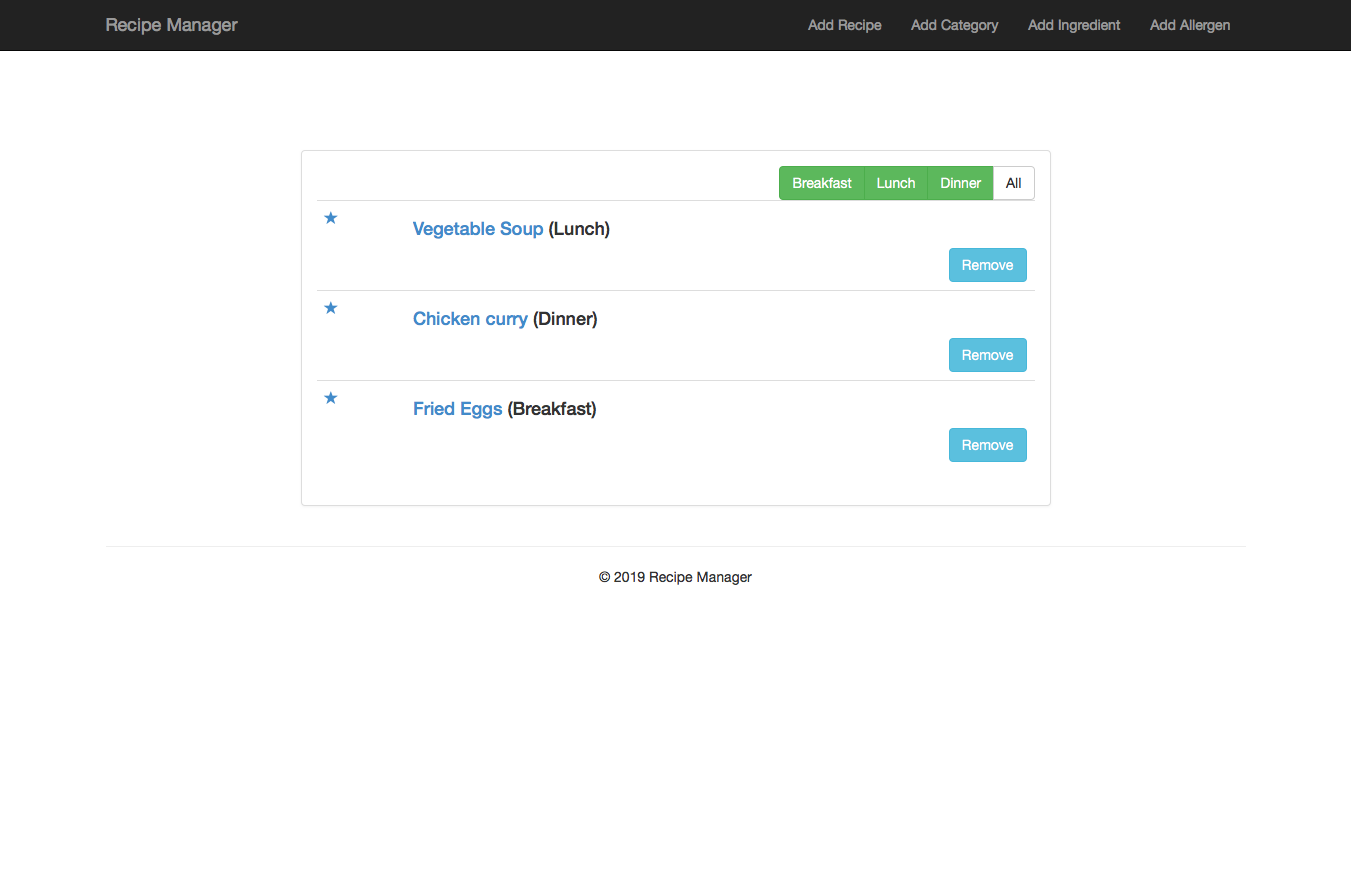 Recipe Manager Add Recipe Add Category Add Ingredient Add Allergen
Breakfast Lunch Dinner All
Vegetable Soup (Lunch)
Remove
Chicken curry (Dinner)
Remove
Fried Eggs (Breakfast)
Remove
© 2019 Recipe Manager